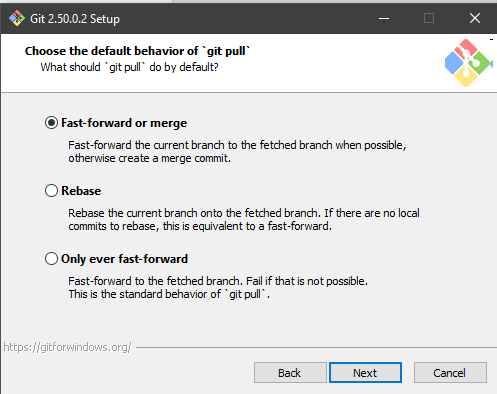 Git 2.50.0.2 Setup
Choose the default behavior of `git pull`
What should `git pull` do by default?
Fast-forward or merge
Fast-forward the current branch to the fetched branch when possible,
otherwise create a merge commit.
Rebase
Rebase the current branch onto the fetched branch. If there are no local
commits to rebase, this is equivalent to a fast-forward.
Only ever fast-forward
Fast-forward to the fetched branch. Fail if that is not possible.
This is the standard behavior of `git pull`.
https://gitforwindows.org/
Back
Next
Cancel